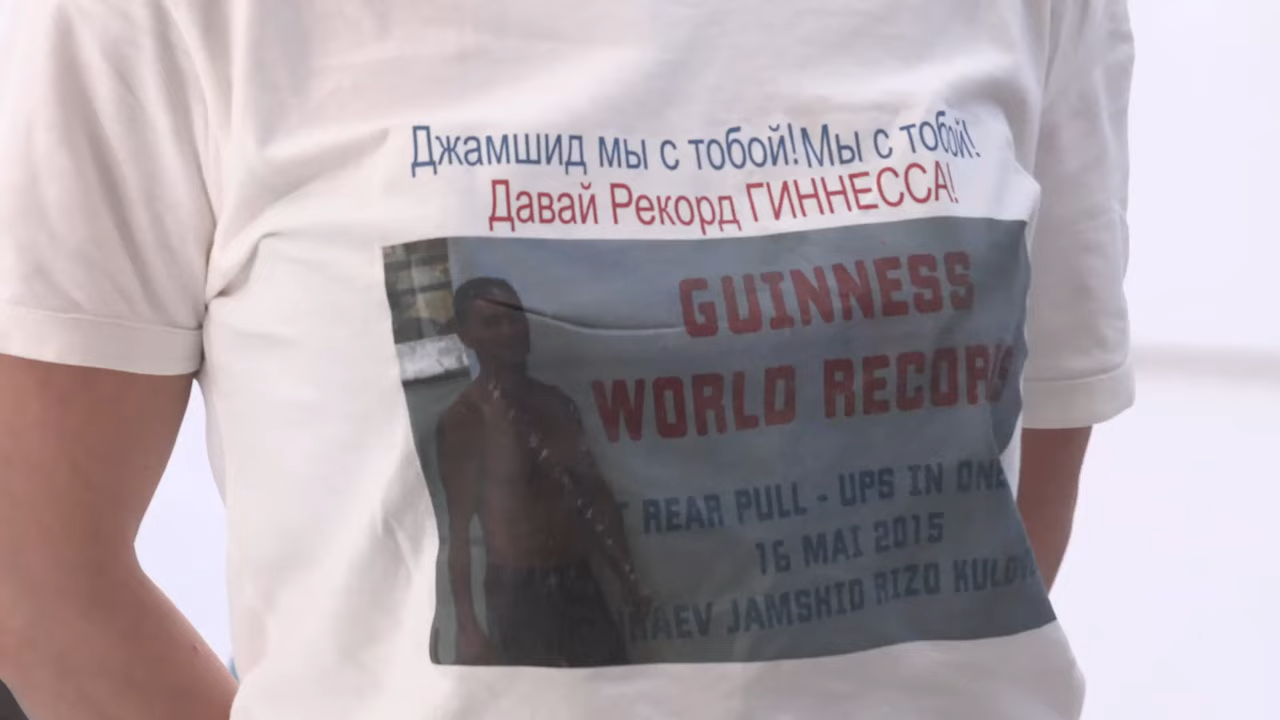 Джамшид мы с тобой! Мы с тобой!
Давай Рекорд ГИННЕССА!
GUINNESS
WORLD RECORDS
REAR PULL - UPS IN ONE
16 MAI 2015
JAMSHID RIZO